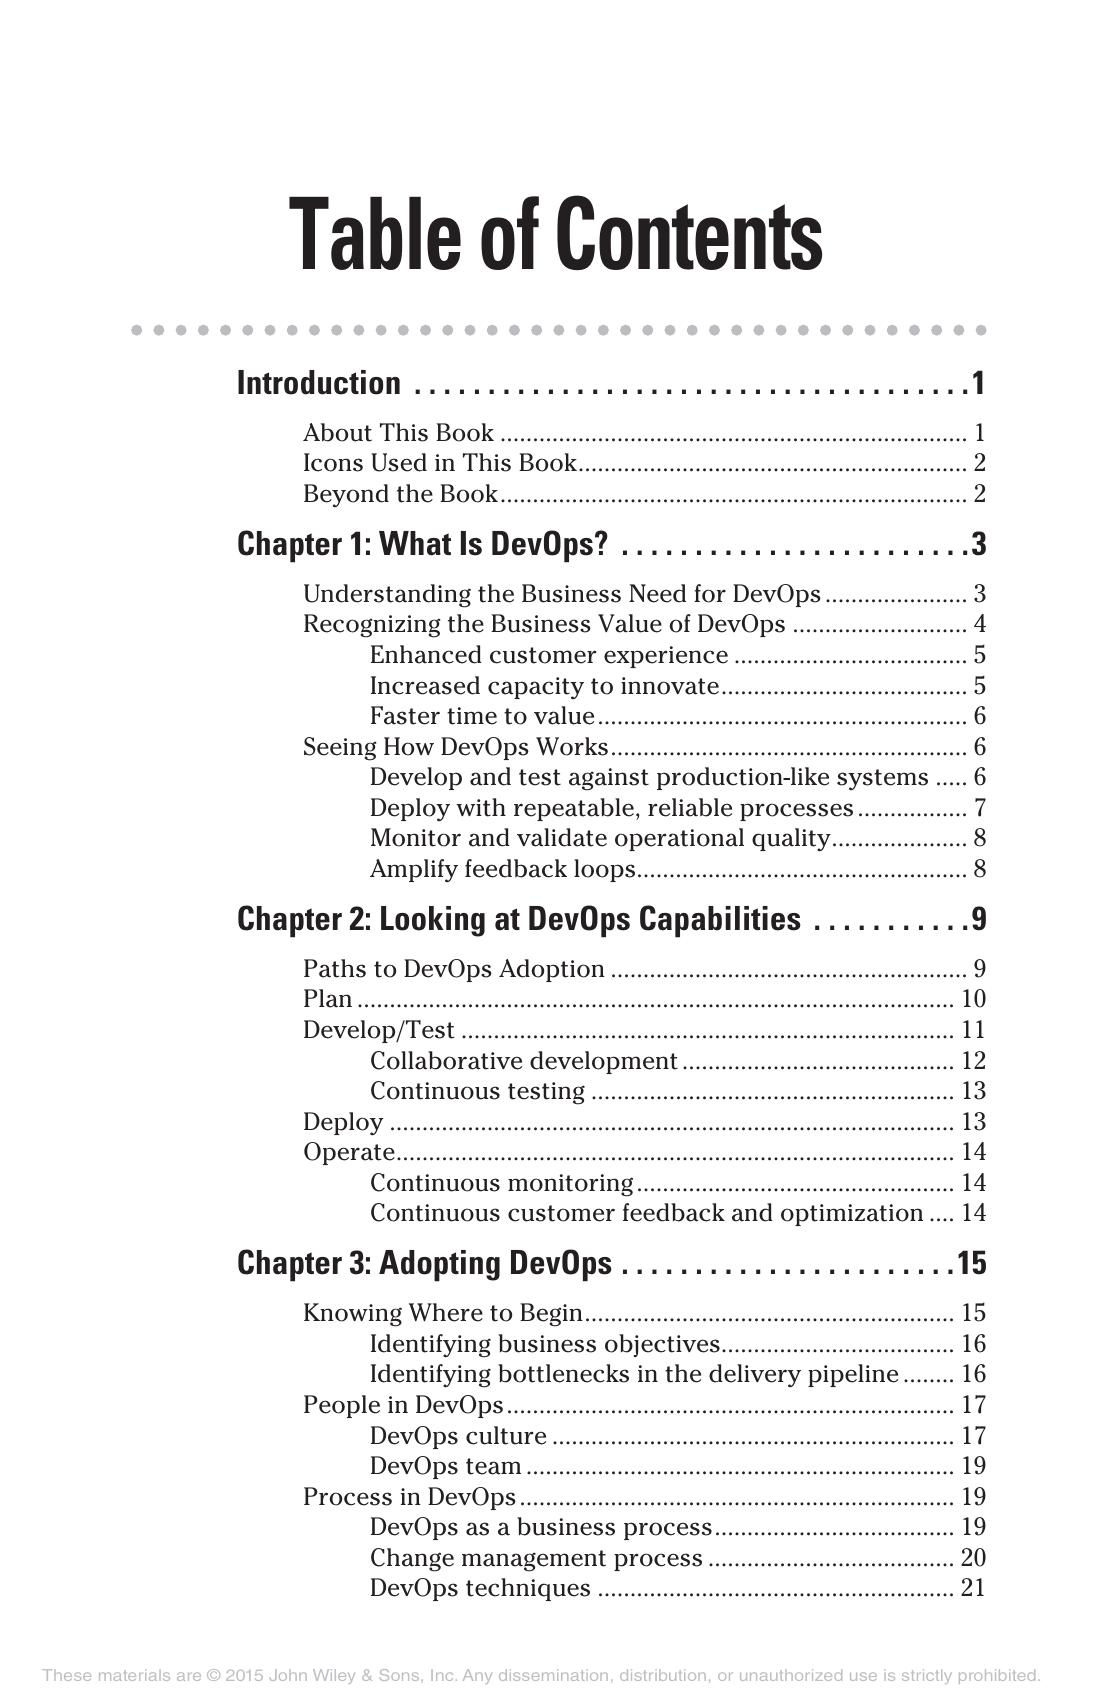 Table of Contents
Introduction . . . . . . . . . . . . . . . . . . . . . . . . . . . . . . . . . . . . . .1
About This Book ........................................................................ 1
Icons Used in This Book............................................................ 2
Beyond the Book........................................................................ 2
Chapter 1: What Is DevOps? . . . . . . . . . . . . . . . . . . . . . . . .3
Understanding the Business Need for DevOps ...................... 3
Recognizing the Business Value of DevOps ........................... 4
Enhanced customer experience .................................... 5
Increased capacity to innovate...................................... 5
Faster time to value......................................................... 6
Seeing How DevOps Works....................................................... 6
Develop and test against production-like systems ..... 6
Deploy with repeatable, reliable processes ................. 7
Monitor and validate operational quality..................... 8
Amplify feedback loops................................................... 8
Chapter 2: Looking at DevOps Capabilities . . . . . . . . . . .9
Paths to DevOps Adoption ....................................................... 9
Plan ............................................................................................ 10
Develop/Test ............................................................................ 11
Collaborative development .......................................... 12
Continuous testing ........................................................ 13
Deploy ....................................................................................... 13
Operate...................................................................................... 14
Continuous monitoring ................................................. 14
Continuous customer feedback and optimization .... 14
Chapter 3: Adopting DevOps . . . . . . . . . . . . . . . . . . . . . . .15
Knowing Where to Begin......................................................... 15
Identifying business objectives.................................... 16
Identifying bottlenecks in the delivery pipeline ........ 16
People in DevOps ..................................................................... 17
DevOps culture .............................................................. 17
DevOps team .................................................................. 19
Process in DevOps ................................................................... 19
DevOps as a business process..................................... 19
Change management process ...................................... 20
DevOps techniques ....................................................... 21
These materials are © 2015 John Wiley & Sons, Inc. Any dissemination, distribution, or unauthorized use is strictly prohibited.